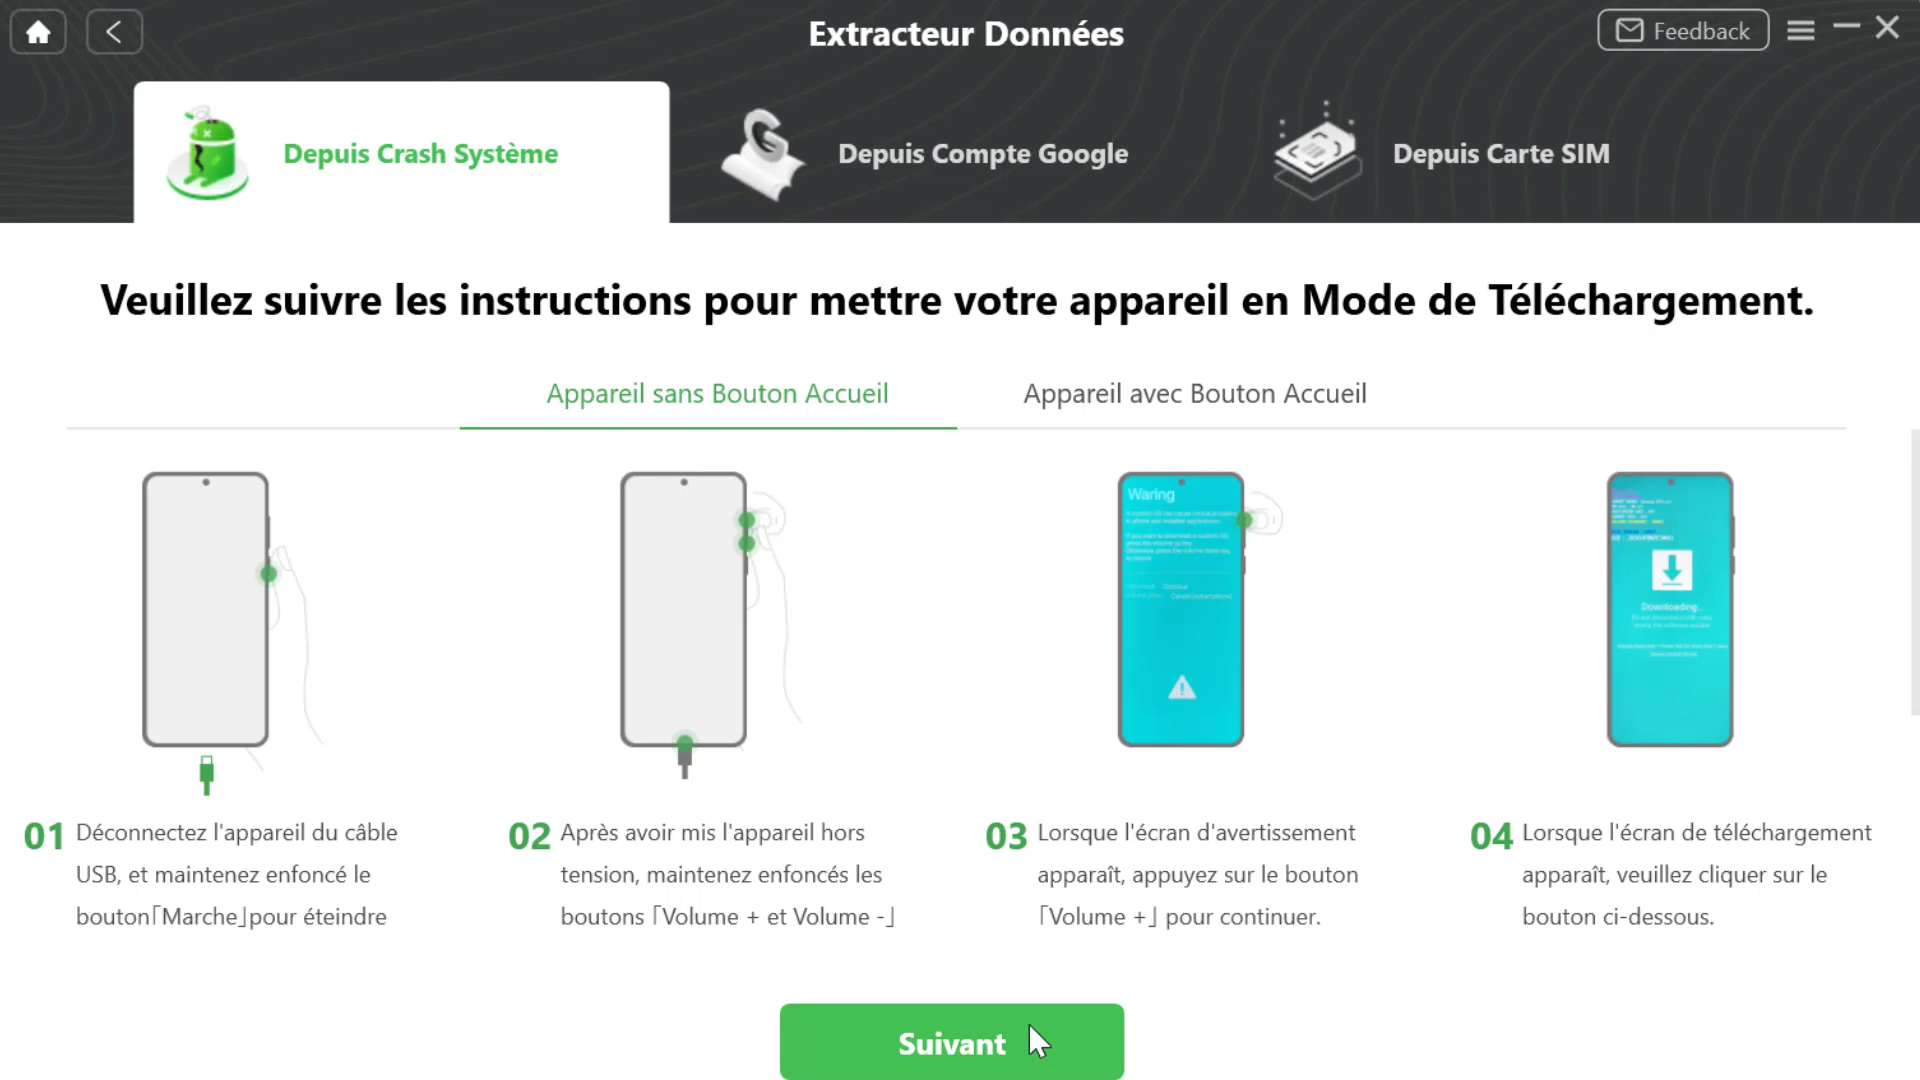 Extracteur Données
Feedback
Depuis Crash Système
Depuis Compte Google
Depuis Carte SIM
Veuillez suivre les instructions pour mettre votre appareil en Mode de Téléchargement.
Appareil sans Bouton Accueil
Appareil avec Bouton Accueil
Waring
Downloading...
01 Déconnectez l'appareil du câble
USB, et maintenez enfoncé le
bouton「Marche」pour éteindre
02 Après avoir mis l'appareil hors
tension, maintenez enfoncés les
boutons「Volume + et Volume -」
03 Lorsque l'écran d'avertissement
apparaît, appuyez sur le bouton
「Volume +」 pour continuer.
04 Lorsque l'écran de téléchargement
apparaît, veuillez cliquer sur le
bouton ci-dessous.
Suivant